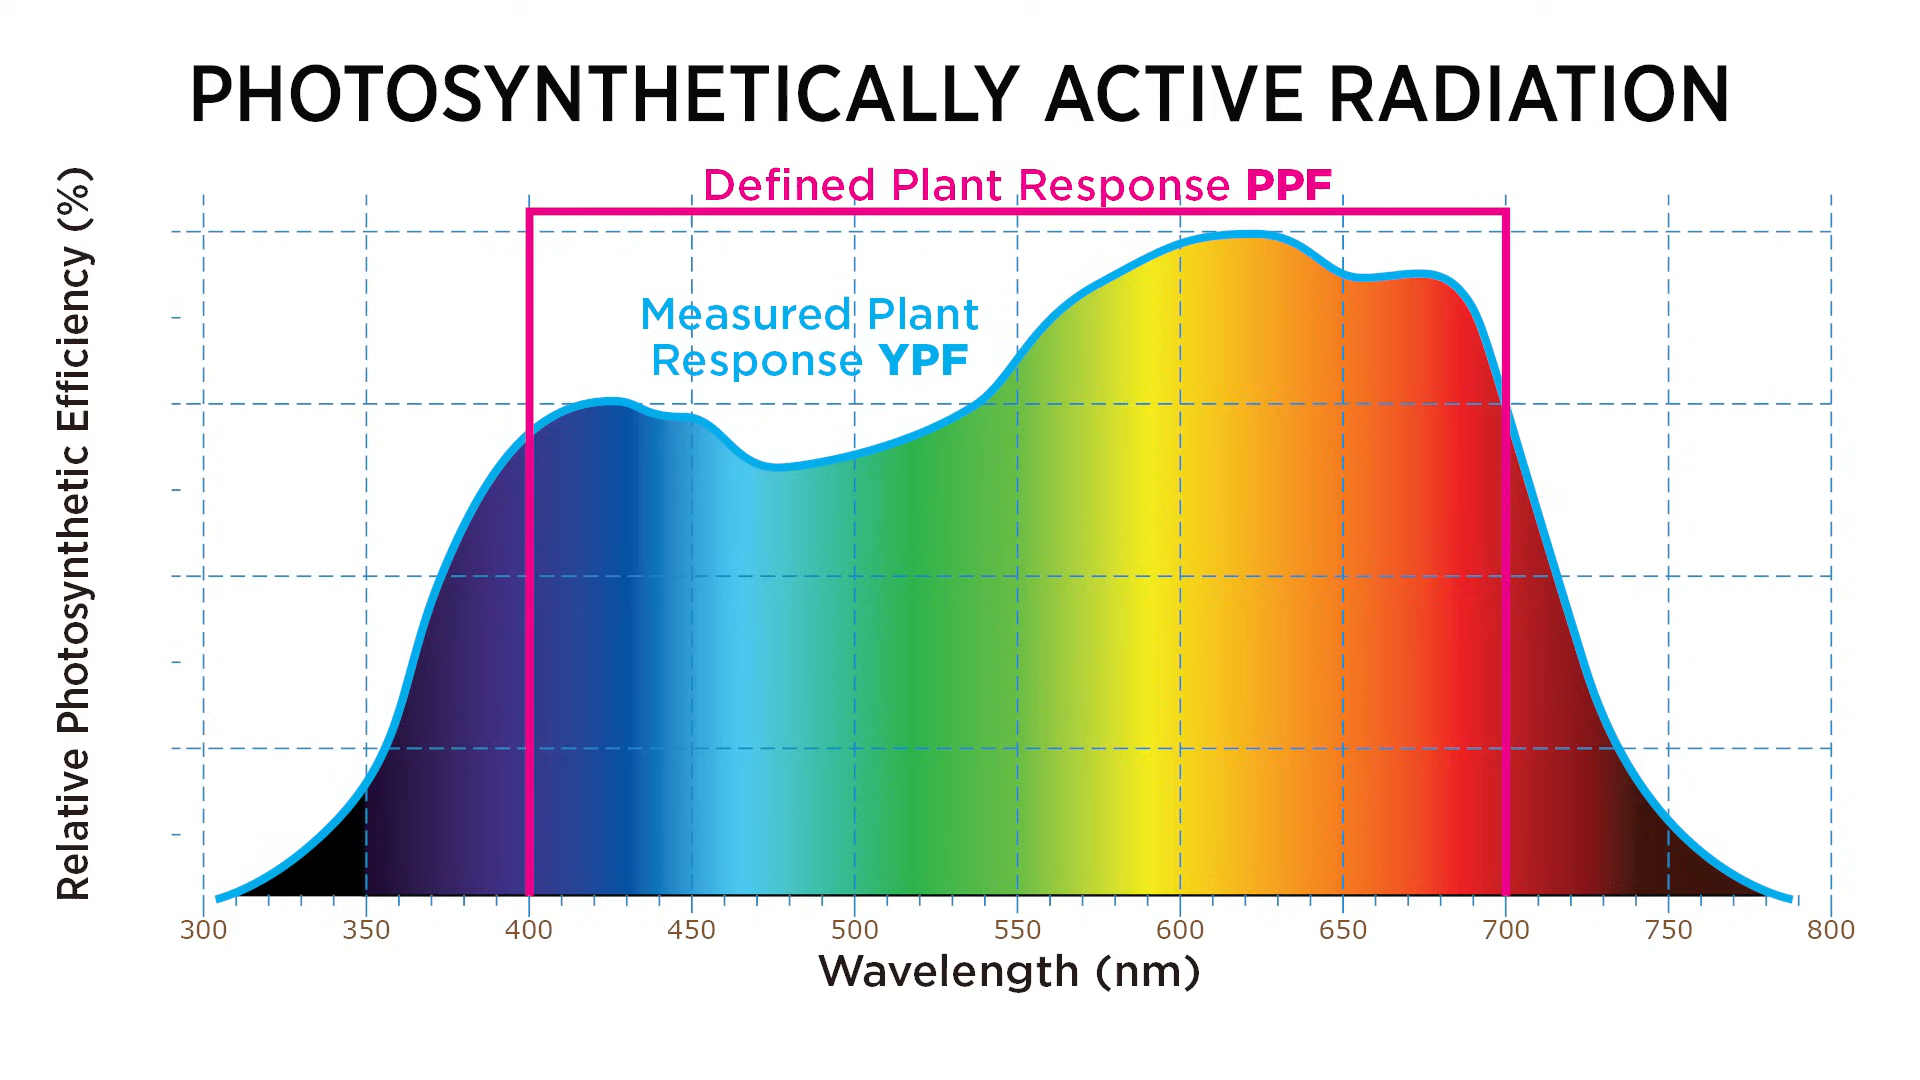 PHOTOSYNTHETICALLY ACTIVE RADIATION
Defined Plant Response PPF
Relative Photosynthetic Efficiency (%)
Measured Plant
Response YPF
300 350 400 450 500 550 600 650 700 750 800
Wavelength (nm)